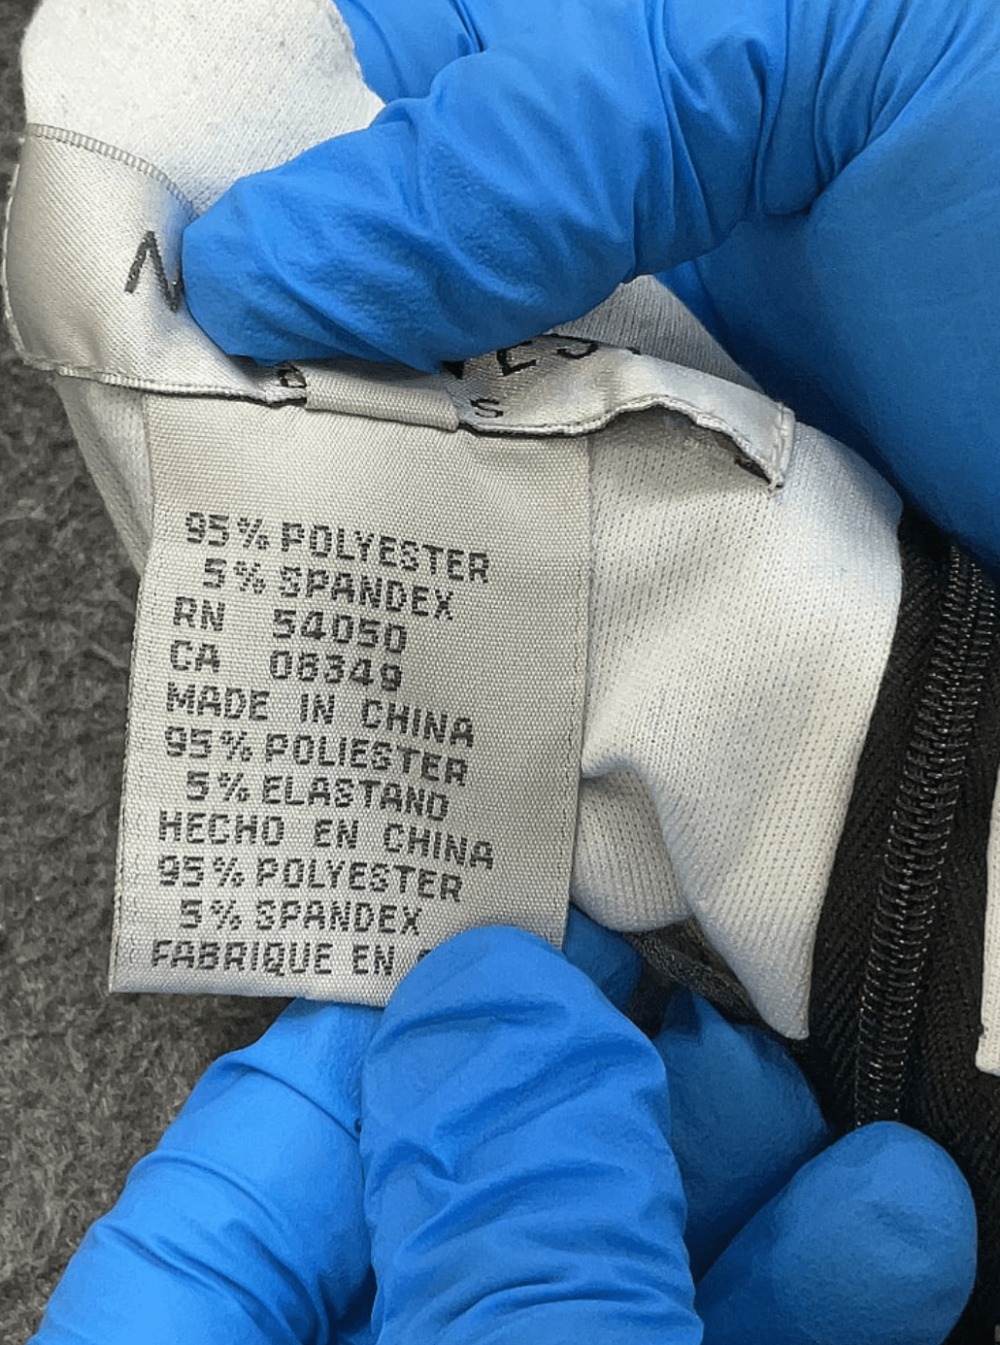 S
95% POLYESTER
5% SPANDEX
RN 54050
CA 06349
MADE IN CHINA
95% POLIESTER
5% ELASTANO
HECHO EN CHINA
95% POLYESTER
5% SPANDEX
FABRIQUE EN